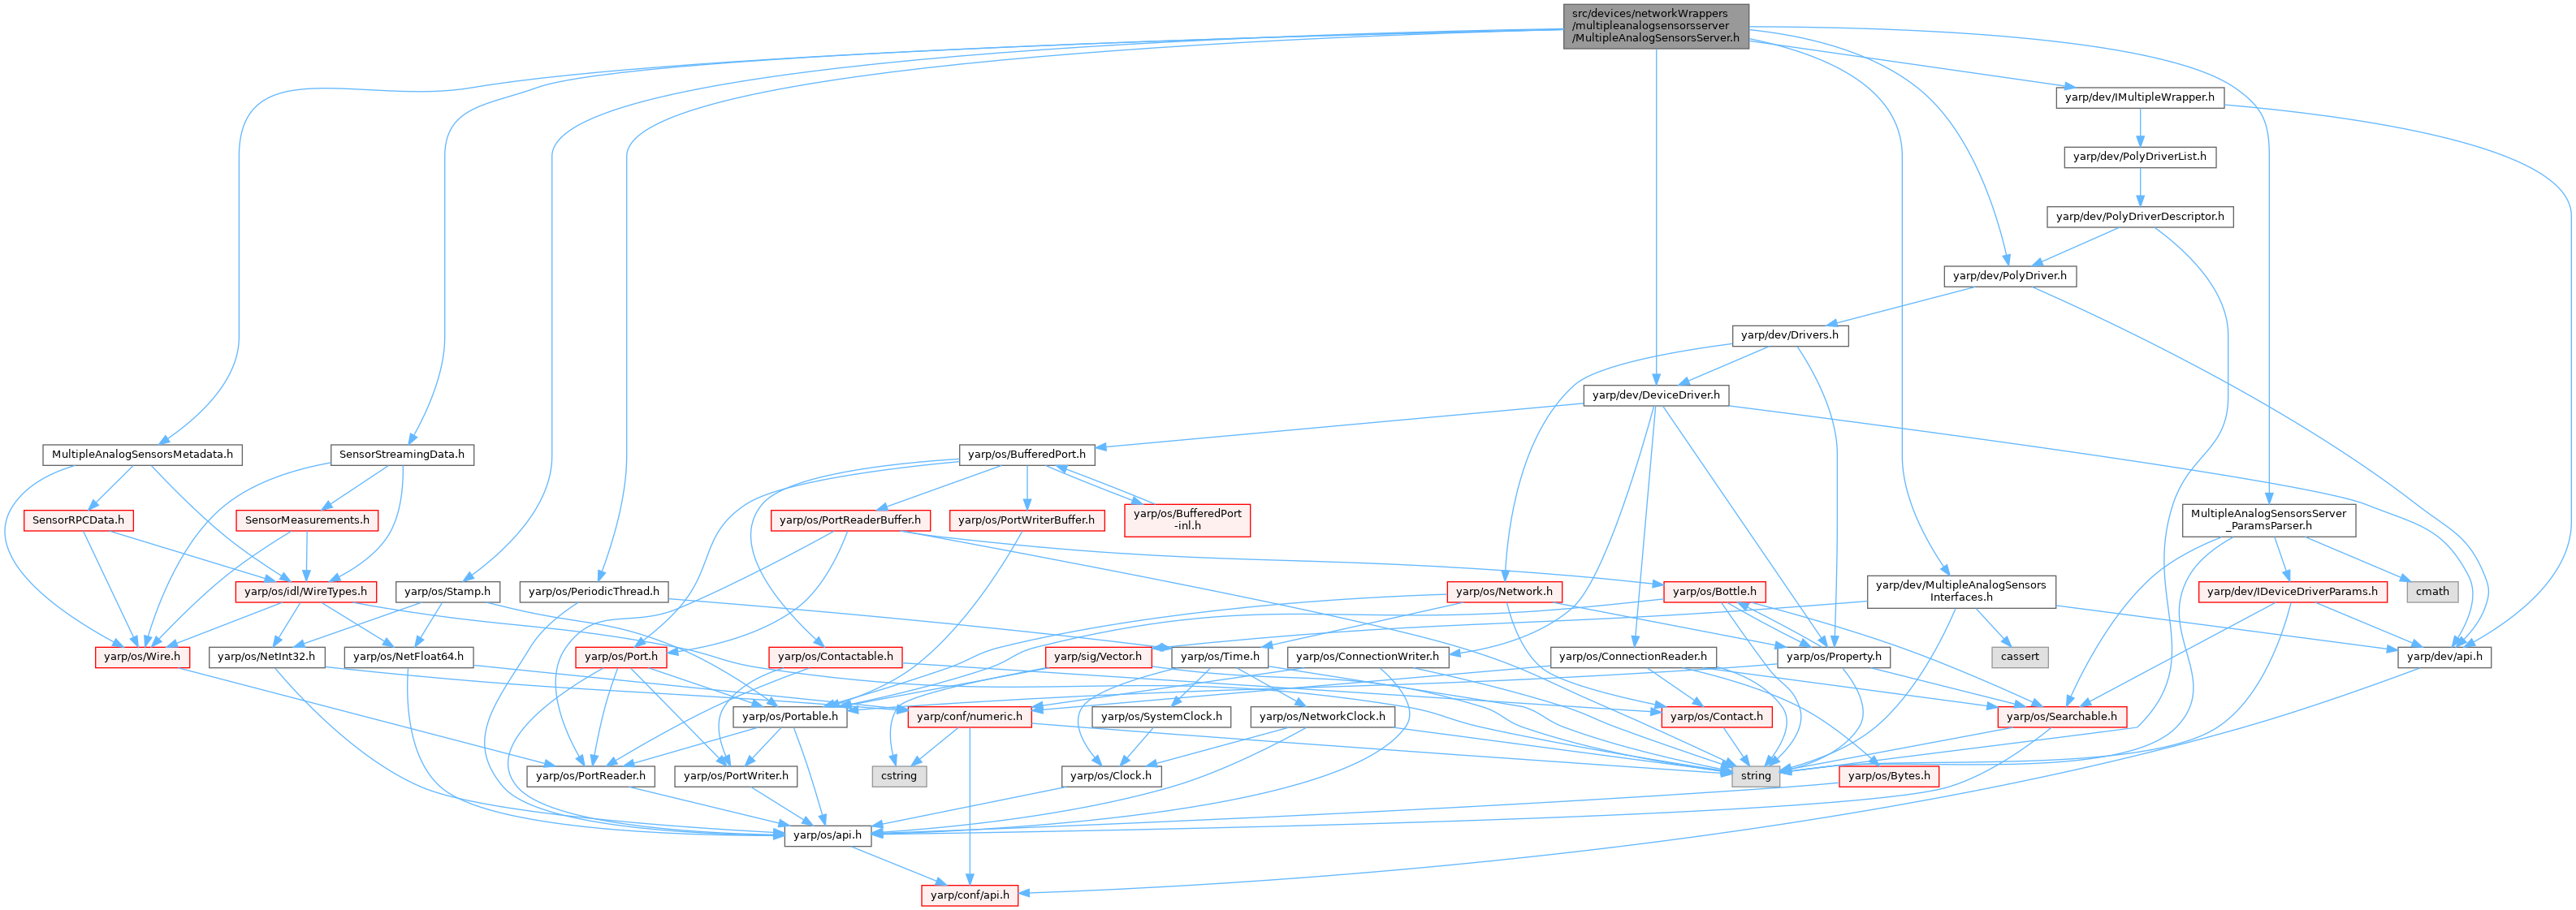 src/devices/networkWrappers
/multipleanalogsensorsserver
/MultipleAnalogSensorsServer.h
yarp/dev/IMultipleWrapper.h
yarp/dev/PolyDriverList.h
yarp/dev/PolyDriverDescriptor.h
yarp/dev/PolyDriver.h
yarp/dev/Drivers.h
yarp/dev/DeviceDriver.h
MultipleAnalogSensorsMetadata.h
SensorStreamingData.h
yarp/os/BufferedPort.h
SensorRPCData.h
SensorMeasurements.h
yarp/os/PortReaderBuffer.h
yarp/os/PortWriterBuffer.h
yarp/os/BufferedPort
-inl.h
MultipleAnalogSensorsServer
_ParamsParser.h
yarp/os/idl/WireTypes.h
yarp/os/Stamp.h
yarp/os/PeriodicThread.h
yarp/os/Network.h
yarp/os/Bottle.h
yarp/dev/MultipleAnalogSensors
Interfaces.h
yarp/dev/IDeviceDriverParams.h
cmath
yarp/os/Wire.h
yarp/os/NetInt32.h
yarp/os/NetFloat64.h
yarp/os/Port.h
yarp/os/Contactable.h
yarp/sig/Vector.h
yarp/os/Time.h
yarp/os/ConnectionWriter.h
yarp/os/ConnectionReader.h
yarp/os/Property.h
cassert
yarp/dev/api.h
yarp/os/Portable.h
yarp/conf/numeric.h
yarp/os/SystemClock.h
yarp/os/NetworkClock.h
yarp/os/Contact.h
yarp/os/Searchable.h
yarp/os/PortReader.h
yarp/os/PortWriter.h
cstring
yarp/os/Clock.h
string
yarp/os/Bytes.h
yarp/os/api.h
yarp/conf/api.h